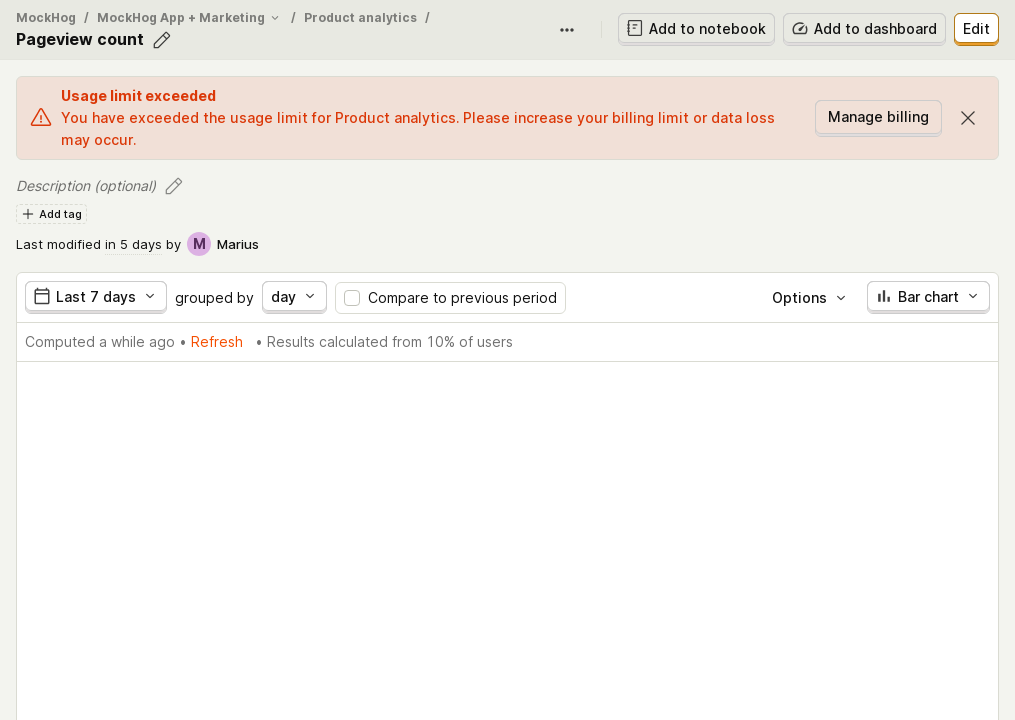 MockHog / MockHog App + Marketing / Product analytics /
Pageview count
Add to notebook
Add to dashboard
Edit
Usage limit exceeded
You have exceeded the usage limit for Product analytics. Please increase your billing limit or data loss
may occur.
Manage billing
Description (optional)
Add tag
Last modified in 5 days by M Marius
Last 7 days grouped by day Compare to previous period Options Bar chart
Computed a while ago • Refresh • Results calculated from 10% of users